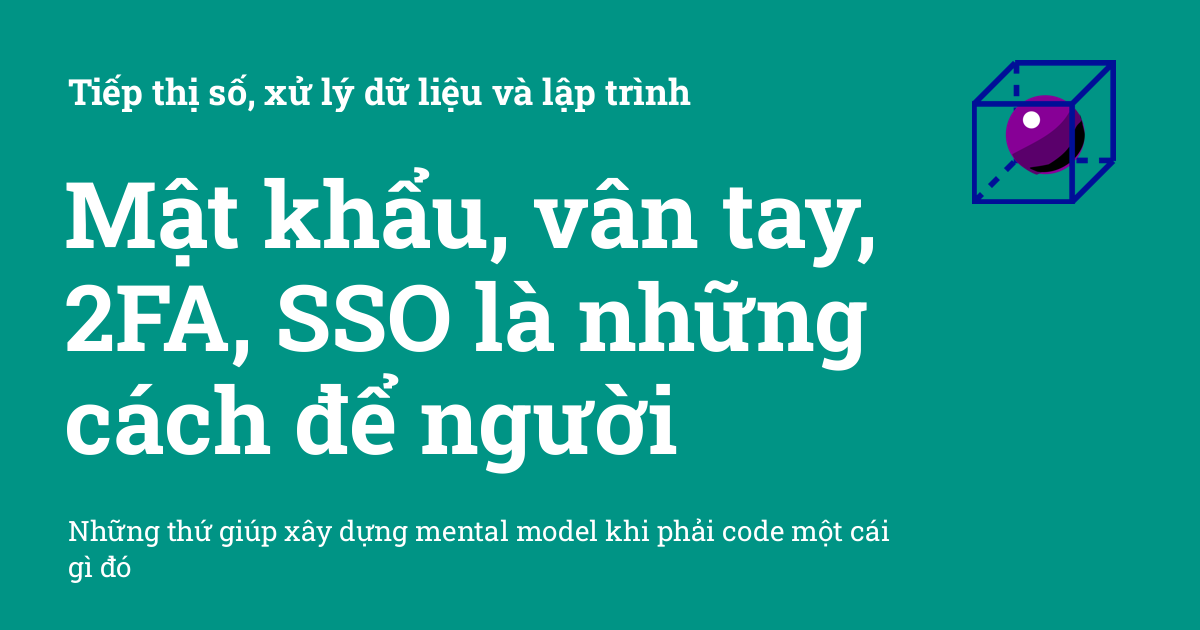 Tiếp thị số, xử lý dữ liệu và lập trình
Mật khẩu, vân tay,
2FA, SSO là những
cách để người
Những thứ giúp xây dựng mental model khi phải code một cái
gì đó